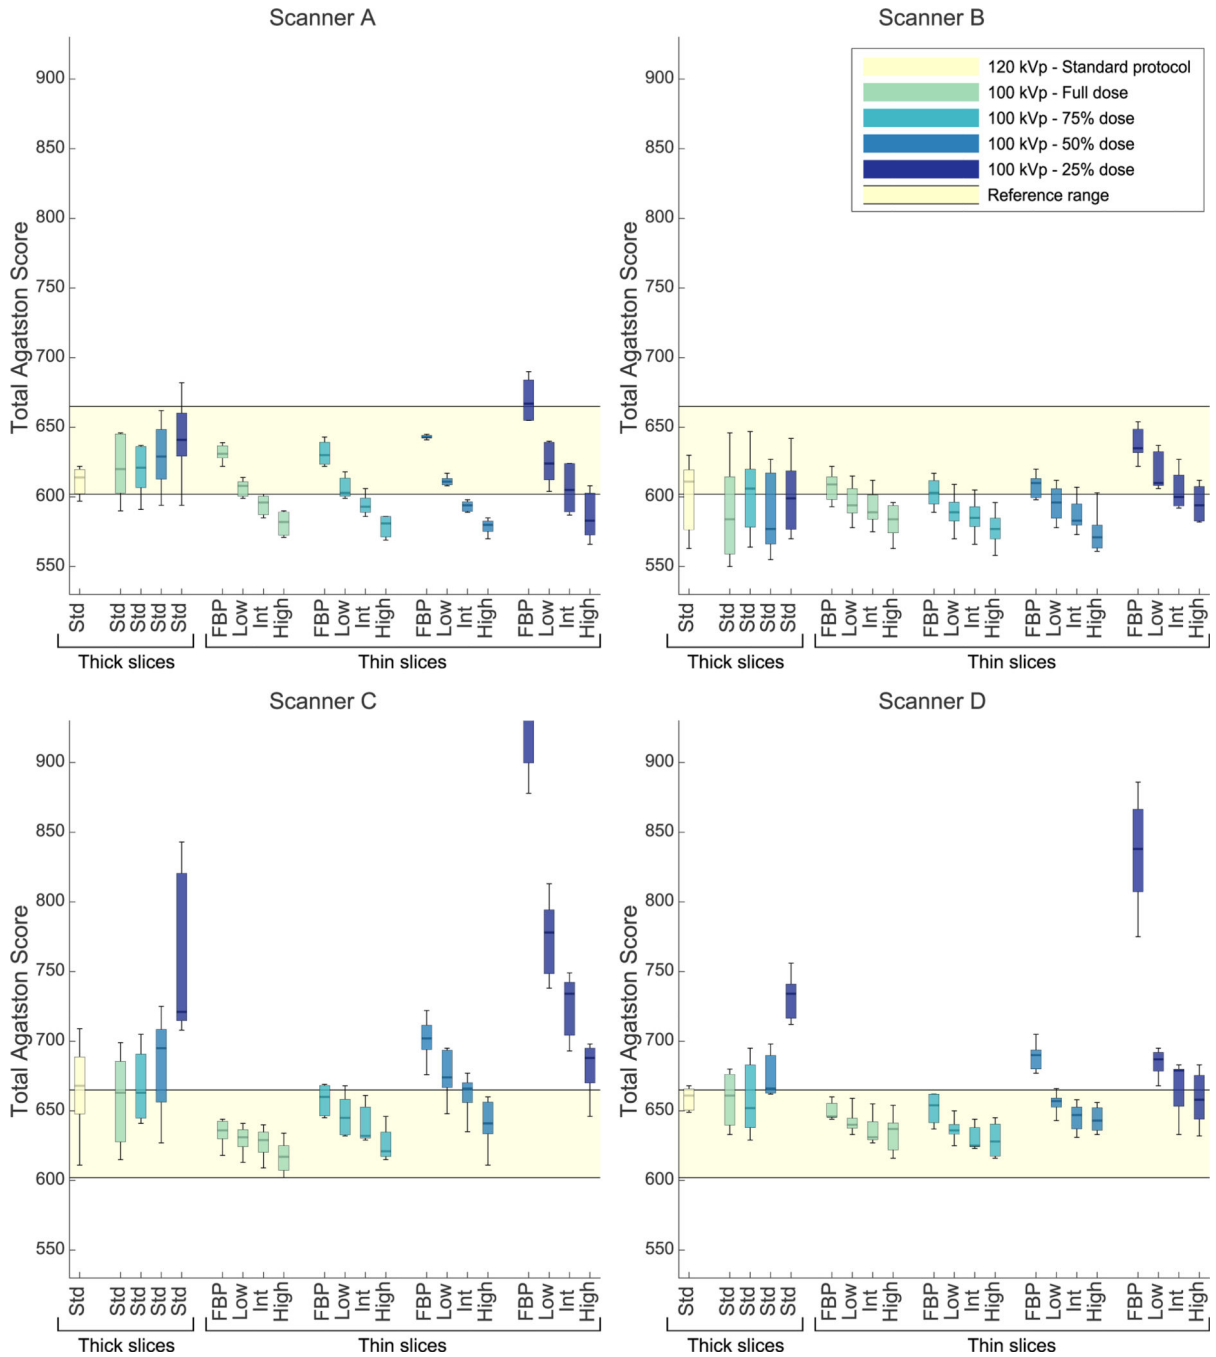 Scanner A
Total Agatston Score
900
850
800
750
700
650
600
550
Std
Std
Std
Std
Std
FBP
Low
Int
High
FBP
Low
Int
High
FBP
Low
Int
High
FBP
Low
Int
High
Thick slices
Thin slices
Scanner B
120 kVp - Standard protocol
100 kVp - Full dose
100 kVp - 75% dose
100 kVp - 50% dose
100 kVp - 25% dose
Reference range
Total Agatston Score
900
850
800
750
700
650
600
550
Std
Std
Std
Std
Std
FBP
Low
Int
High
FBP
Low
Int
High
FBP
Low
Int
High
FBP
Low
Int
High
Thick slices
Thin slices
Scanner C
Total Agatston Score
900
850
800
750
700
650
600
550
Std
Std
Std
Std
Std
FBP
Low
Int
High
FBP
Low
Int
High
FBP
Low
Int
High
FBP
Low
Int
High
Thick slices
Thin slices
Scanner D
Total Agatston Score
900
850
800
750
700
650
600
550
Std
Std
Std
Std
Std
FBP
Low
Int
High
FBP
Low
Int
High
FBP
Low
Int
High
FBP
Low
Int
High
Thick slices
Thin slices